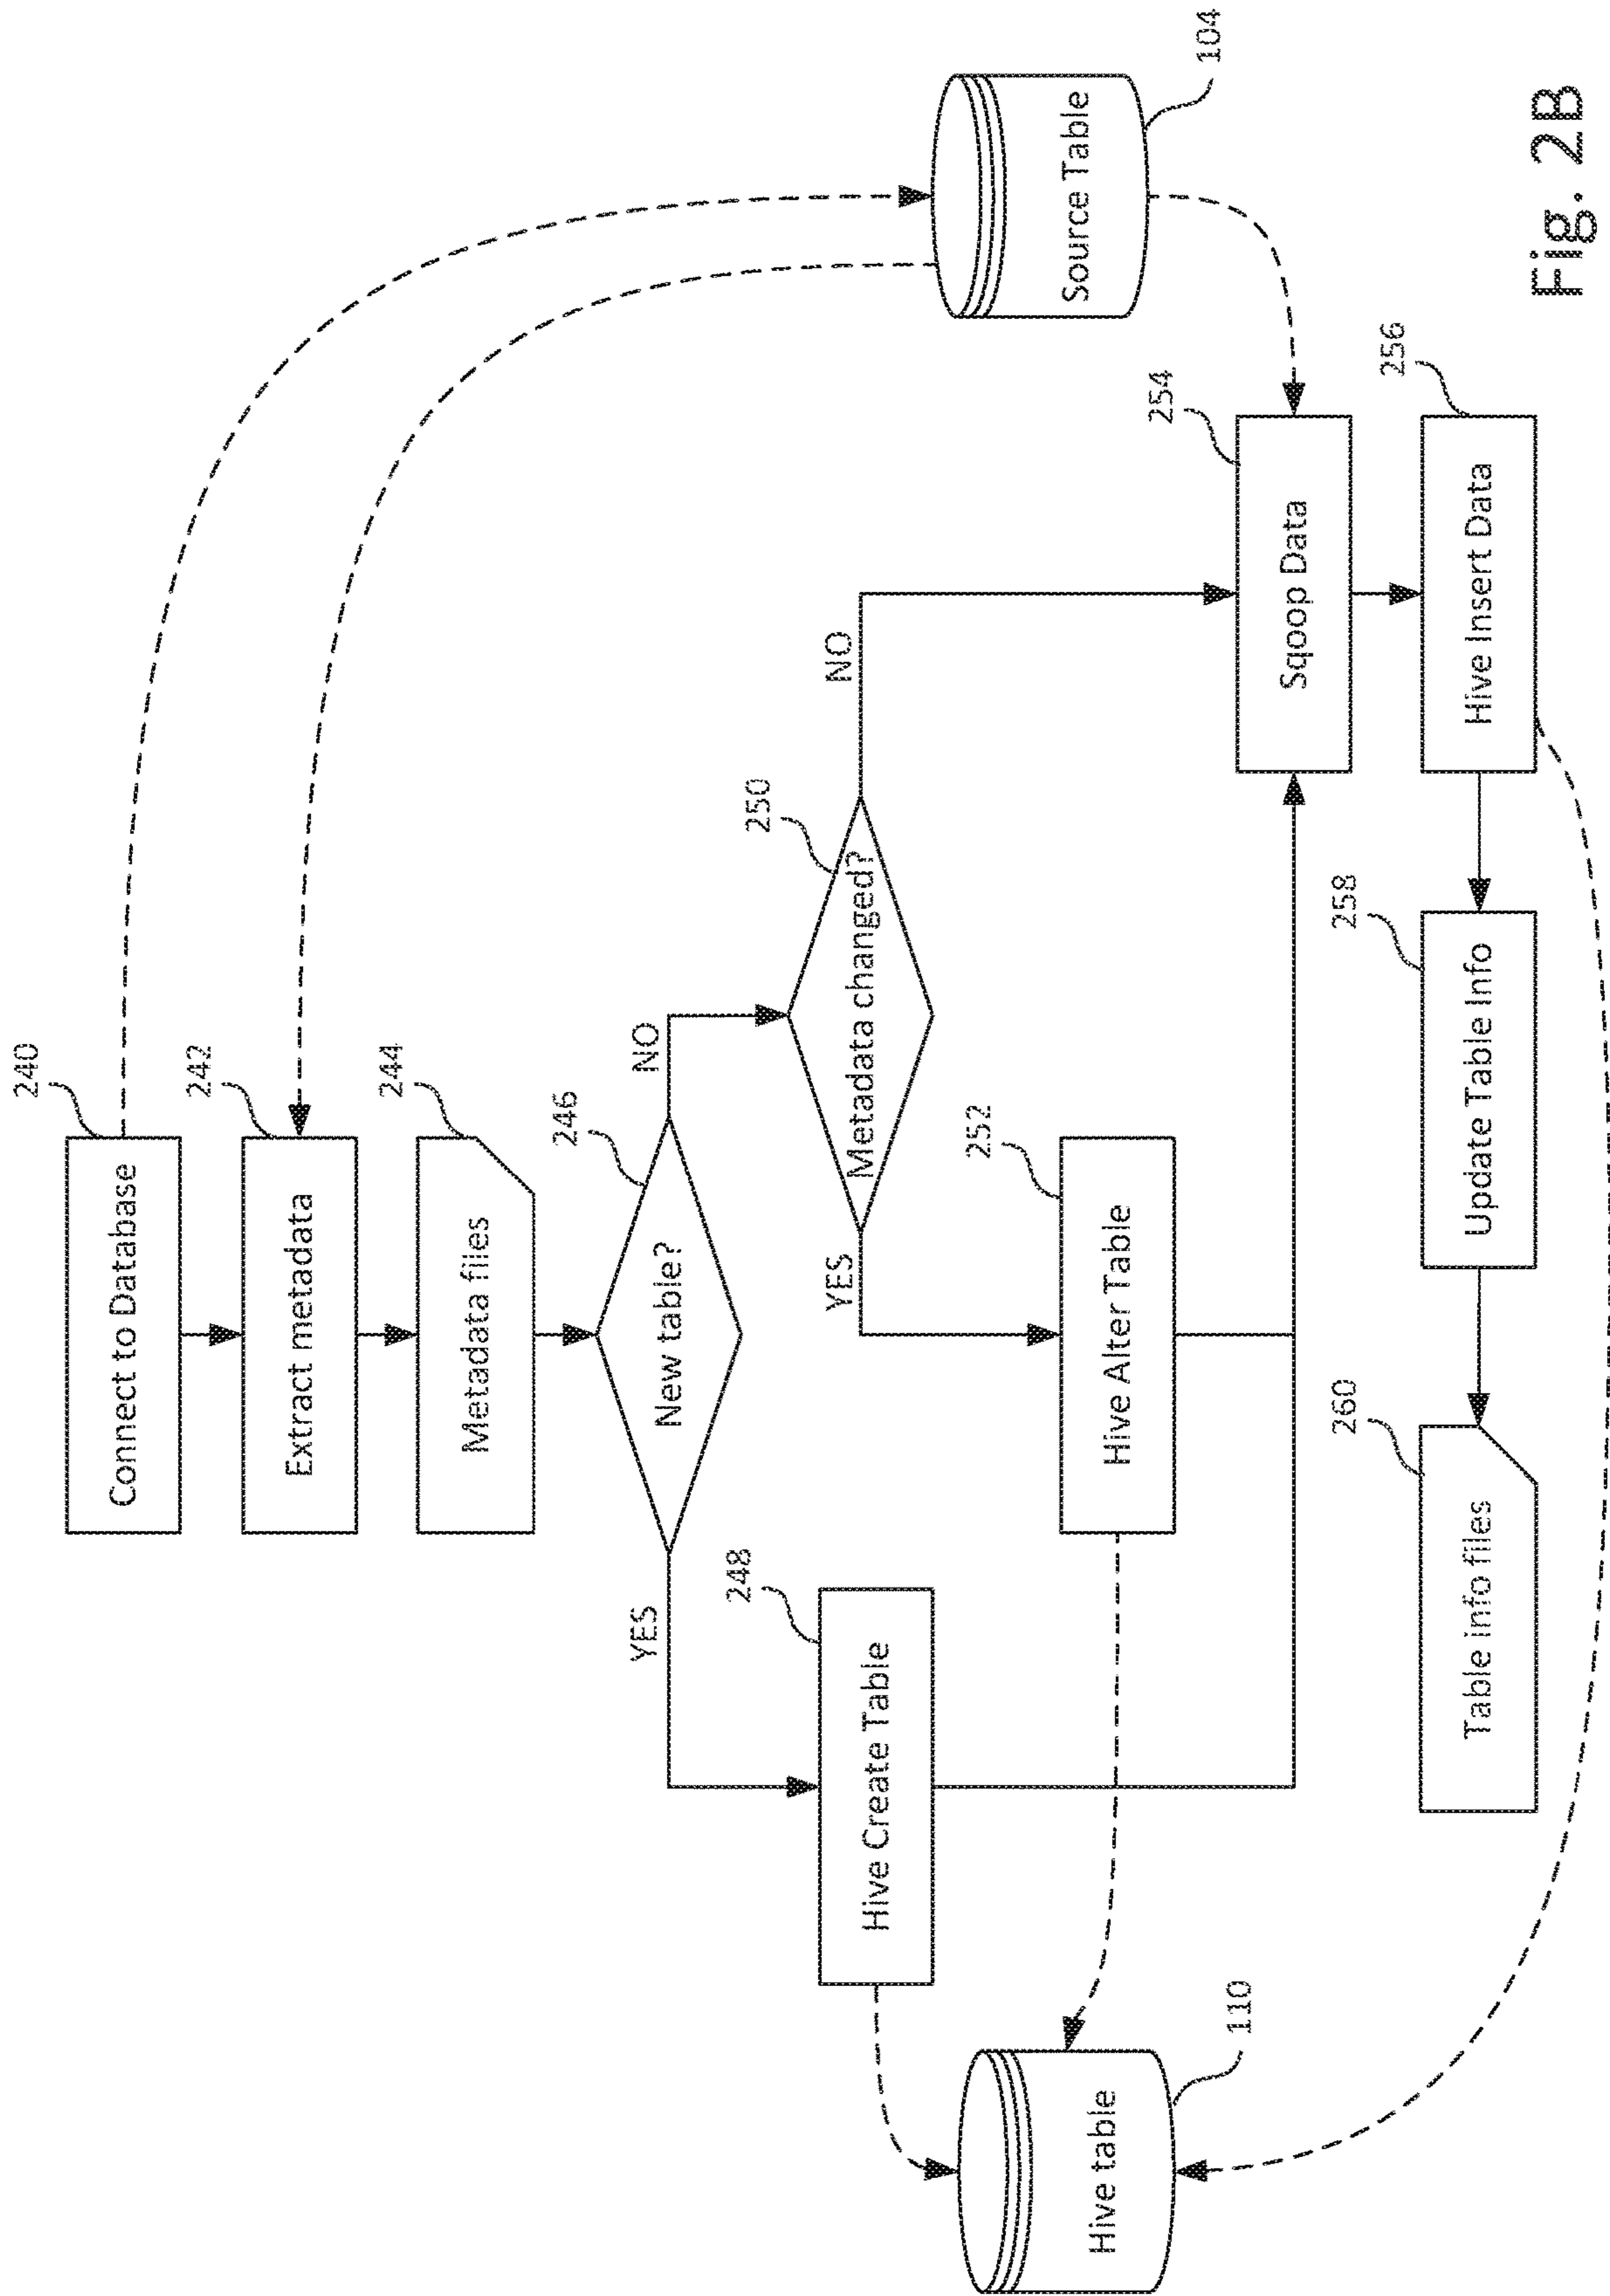 240
Connect to Database
242
Extract metadata
244
Metadata files
246
New table?
YES
NO
248
Hive Create Table
250
Metadata changed?
YES
NO
252
Hive Alter Table
Source Table
104
Hive table
110
254
Sqoop Data
256
Hive Insert Data
258
Update Table Info
260
Table info files
Fig. 2B